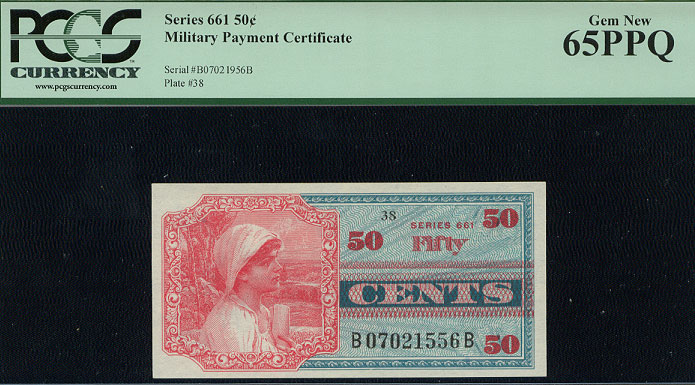 PCGS
CURRENCY
www.pcgscurrency.com
Series 661 50¢
Military Payment Certificate
Serial #B07021956B
Plate #38
Gem New
65PPQ
38
SERIES 661
50
50
Fifty
CENTS
B07021556B
50